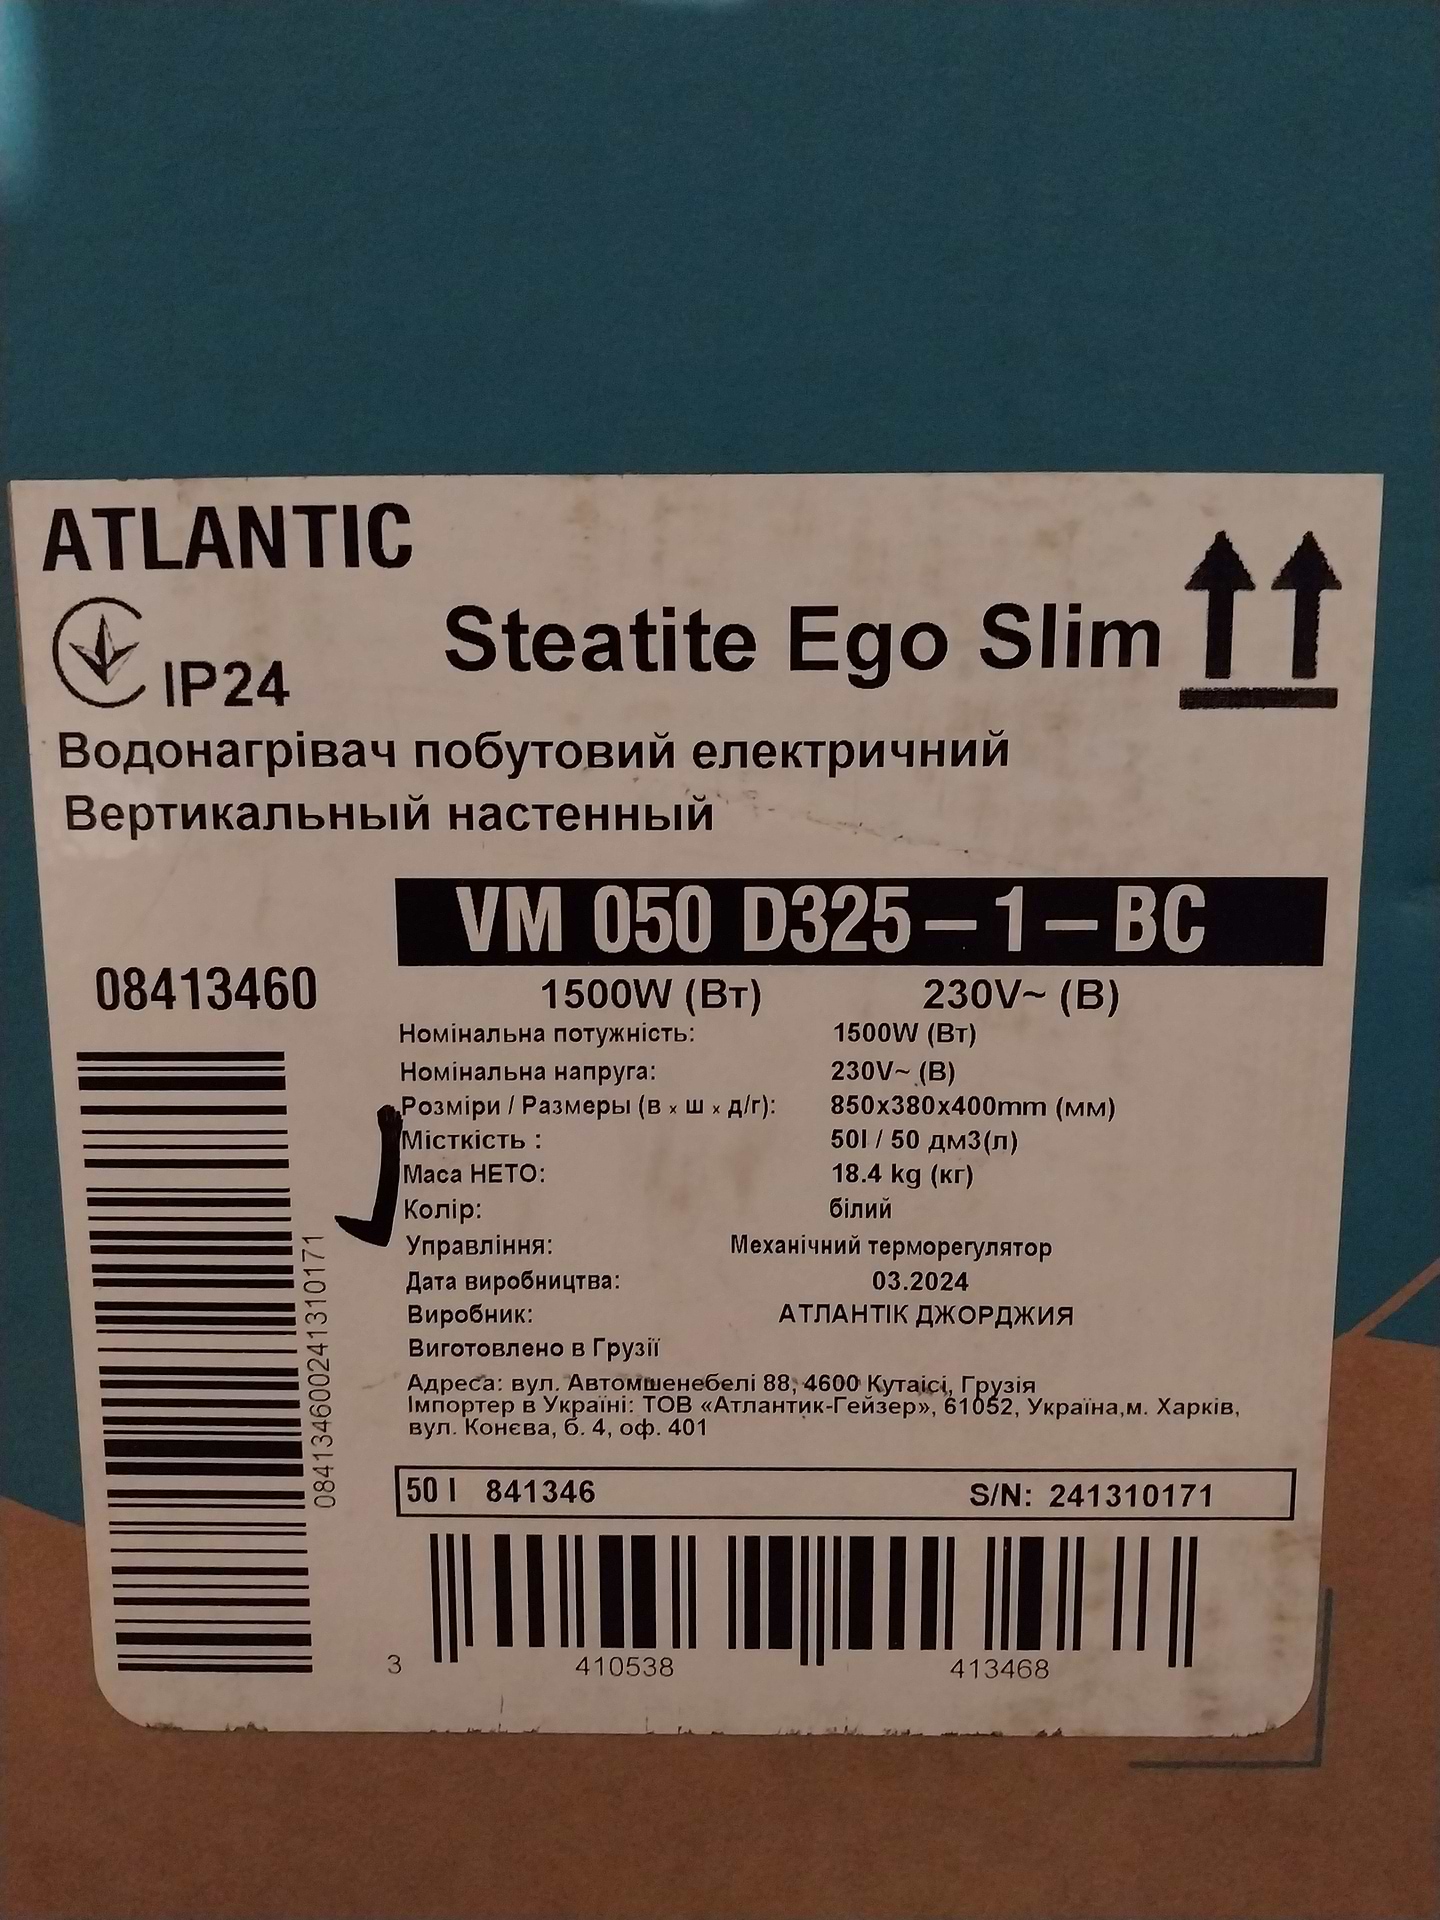 ATLANTIC
Steatite Ego Slim
IP24
Водонагрівач побутовий електричний
Вертикальный настенный
VM 050 D325-1-BC
08413460
1500W (Вт) 230V~ (В)
Номінальна потужність: 1500W (Вт)
Номінальна напруга: 230V~ (В)
Розміри / Размеры (в х ш х д/г): 850x380x400mm (мм)
Місткість : 50l / 50 дм3(л)
Маса НЕТО: 18.4 kg (кг)
Колір: білий
Управління: Механічний терморегулятор
Дата виробництва: 03.2024
Виробник: АТЛАНТІК ДЖОРДЖИЯ
Виготовлено в Грузії
Адреса: вул. Автомшенебелі 88, 4600 Кутаісі, Грузія
Імпортер в Україні: ТОВ «Атлантик-Гейзер», 61052, Україна,м. Харків,
вул. Конєва, б. 4, оф. 401
084134600241310171
50 l 841346 S/N: 241310171
3 410538 413468